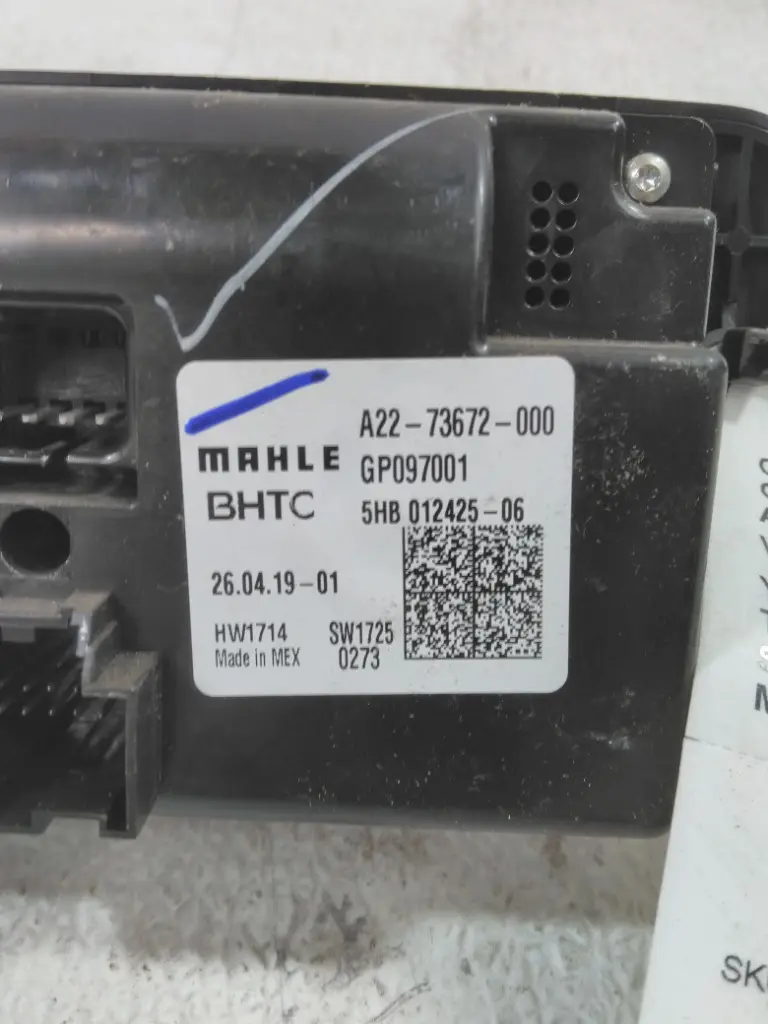 A22-73672-000
MAHLE
GP097001
BHTC
5HB 012425-06
26.04.19-01
HW1714
SW1725
Made in MEX
0273